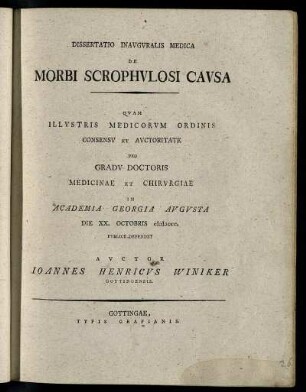 DISSERTATIO INAVGVRALIS MEDICA
DE
MORBI SCROPHVLOSI CAVSA
QVAM
ILLVSTRIS MEDICORVM ORDINIS
CONSENSV ET AVCTORITATE
PRO
GRADV DOCTORIS
MEDICINAE ET CHIRVRGIAE
IN
ACADEMIA GEORGIA AVGVSTA
DIE XX. OCTOBRIS
PVBLICE DEFENDET
AVCTOR
IOANNES HENRICVS WINIKER
GOTTINGAE,
TYPIS GRAPIANIS.
26